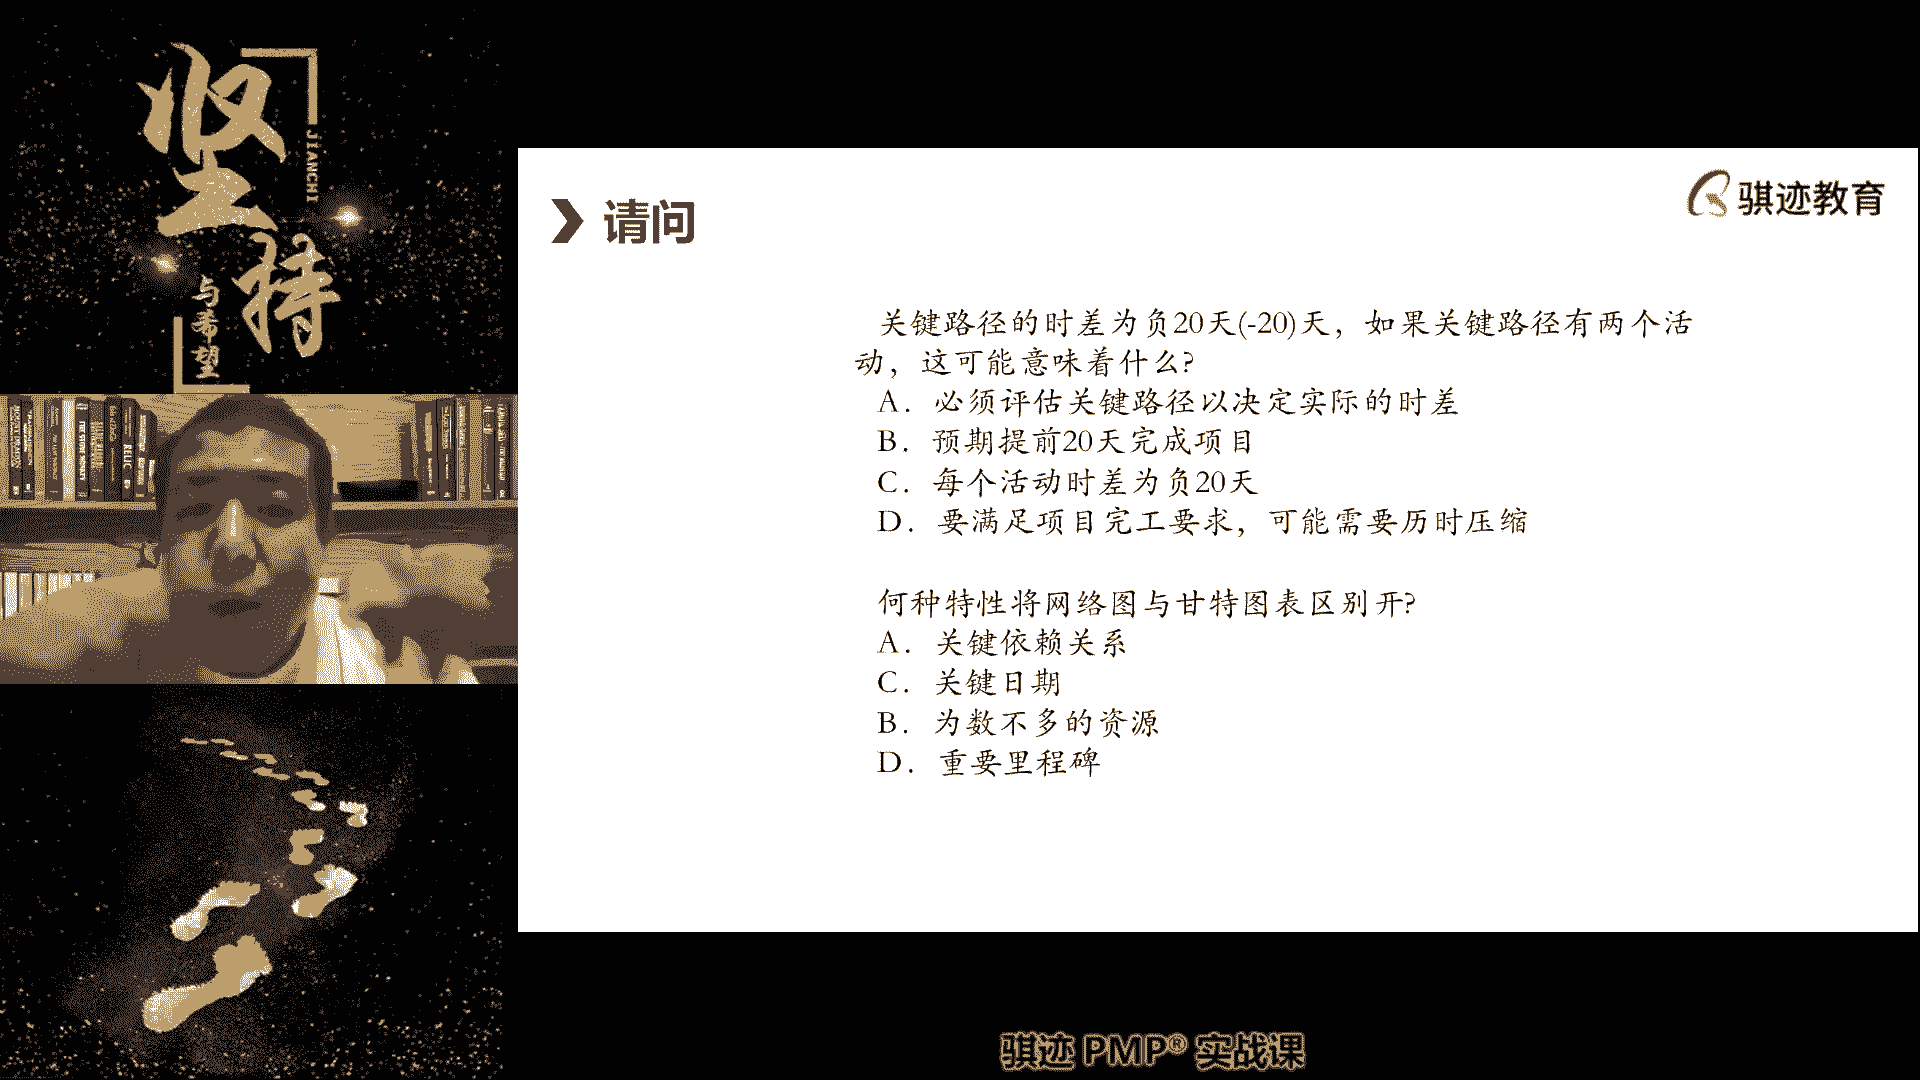 坚持
JIANCHI
与希望
请问
骐迹教育
关键路径的时差为负20天(-20)天，如果关键路径有两个活
动，这可能意味着什么?
A．必须评估关键路径以决定实际的时差
B．预期提前20天完成项目
C．每个活动时差为负20天
D．要满足项目完工要求，可能需要历时压缩
何种特性将网络图与甘特图表区别开?
A．关键依赖关系
C．关键日期
B．为数不多的资源
D．重要里程碑
骐迹 PMP® 实战课